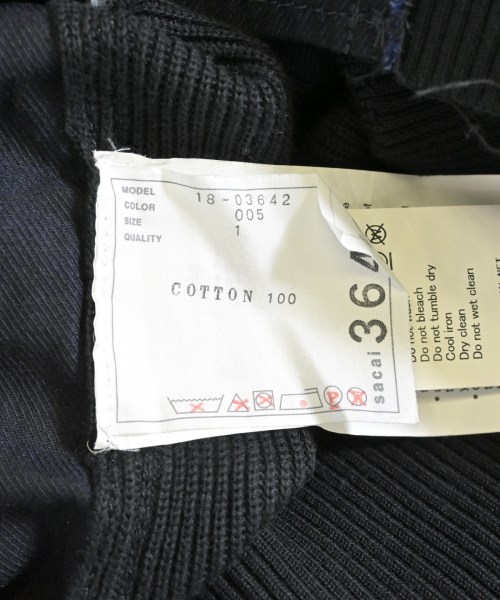 MODEL 18-03642
COLOR 005
SIZE 1
QUALITY
COTTON 100
sacai 364
Do not bleach
Do not tumble dry
Cool iron
Dry clean
Do not wet clean